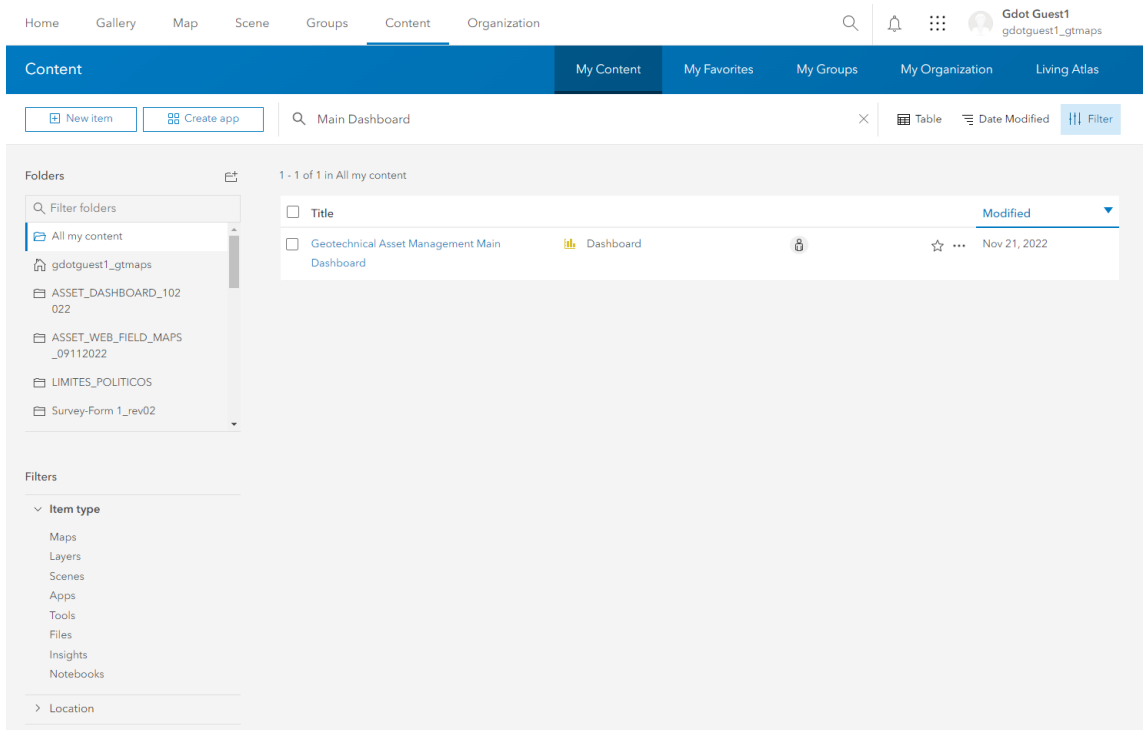 Home Gallery Map Scene Groups Content Organization Gdot Guest1
gdotguest1_gtmaps
Content My Content My Favorites My Groups My Organization Living Atlas
New item Create app Main Dashboard Table Date Modified Filter
Folders
1 - 1 of 1 in All my content
Filter folders
All my content
gdotguest1_gtmaps
ASSET_DASHBOARD_102
022
ASSET_WEB_FIELD_MAPS
_09112022
LIMITES_POLITICOS
Survey-Form 1_rev02
Title Modified
Geotechnical Asset Management Main Dashboard Nov 21, 2022
Dashboard
Filters
Item type
Maps
Layers
Scenes
Apps
Tools
Files
Insights
Notebooks
Location